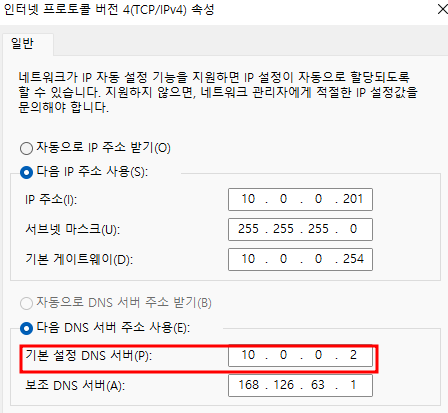 인터넷 프로토콜 버전 4(TCP/IPv4) 속성
일반
네트워크가 IP 자동 설정 기능을 지원하면 IP 설정이 자동으로 할당되도록
할 수 있습니다. 지원하지 않으면, 네트워크 관리자에게 적절한 IP 설정값을
문의해야 합니다.
자동으로 IP 주소 받기(O)
다음 IP 주소 사용(S):
IP 주소(I): 10 . 0 . 0 . 201
서브넷 마스크(U): 255 . 255 . 255 . 0
기본 게이트웨이(D): 10 . 0 . 0 . 254
자동으로 DNS 서버 주소 받기(B)
다음 DNS 서버 주소 사용(E):
기본 설정 DNS 서버(P): 10 . 0 . 0 . 2
보조 DNS 서버(A): 168 . 126 . 63 . 1